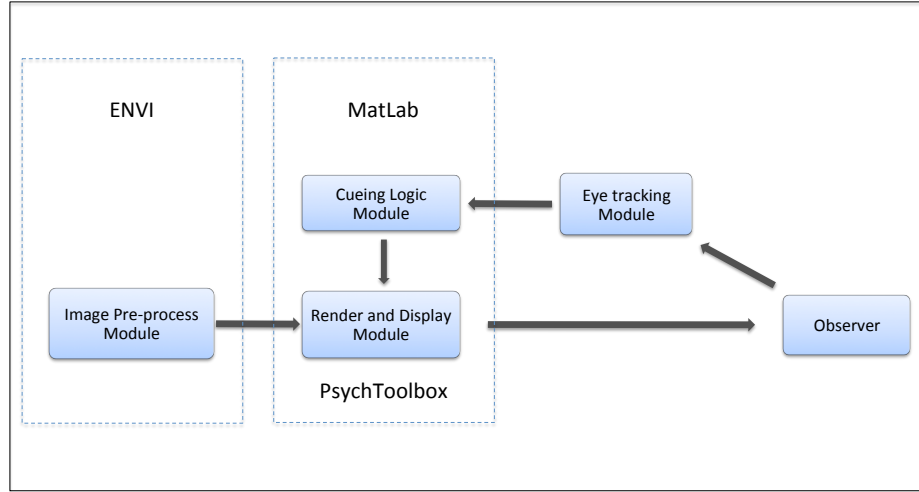 ENVI
MatLab
Cueing Logic
Module
Eye tracking
Module
Image Pre-process
Module
Render and Display
Module
Observer
PsychToolbox